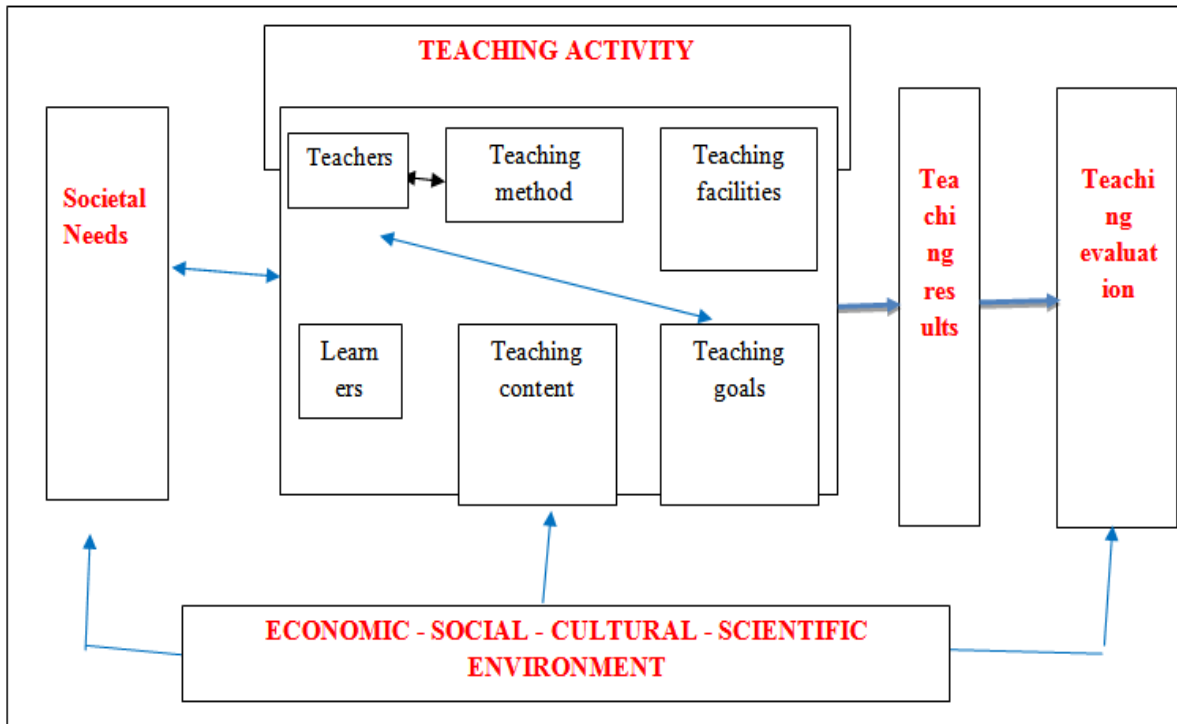 TEACHING ACTIVITY
Societal
Needs
Teachers
Teaching
method
Teaching
facilities
Learn
ers
Teaching
content
Teaching
goals
Tea
chi
ng
res
ults
Teachi
ng
evaluat
ion
ECONOMIC - SOCIAL - CULTURAL - SCIENTIFIC
ENVIRONMENT